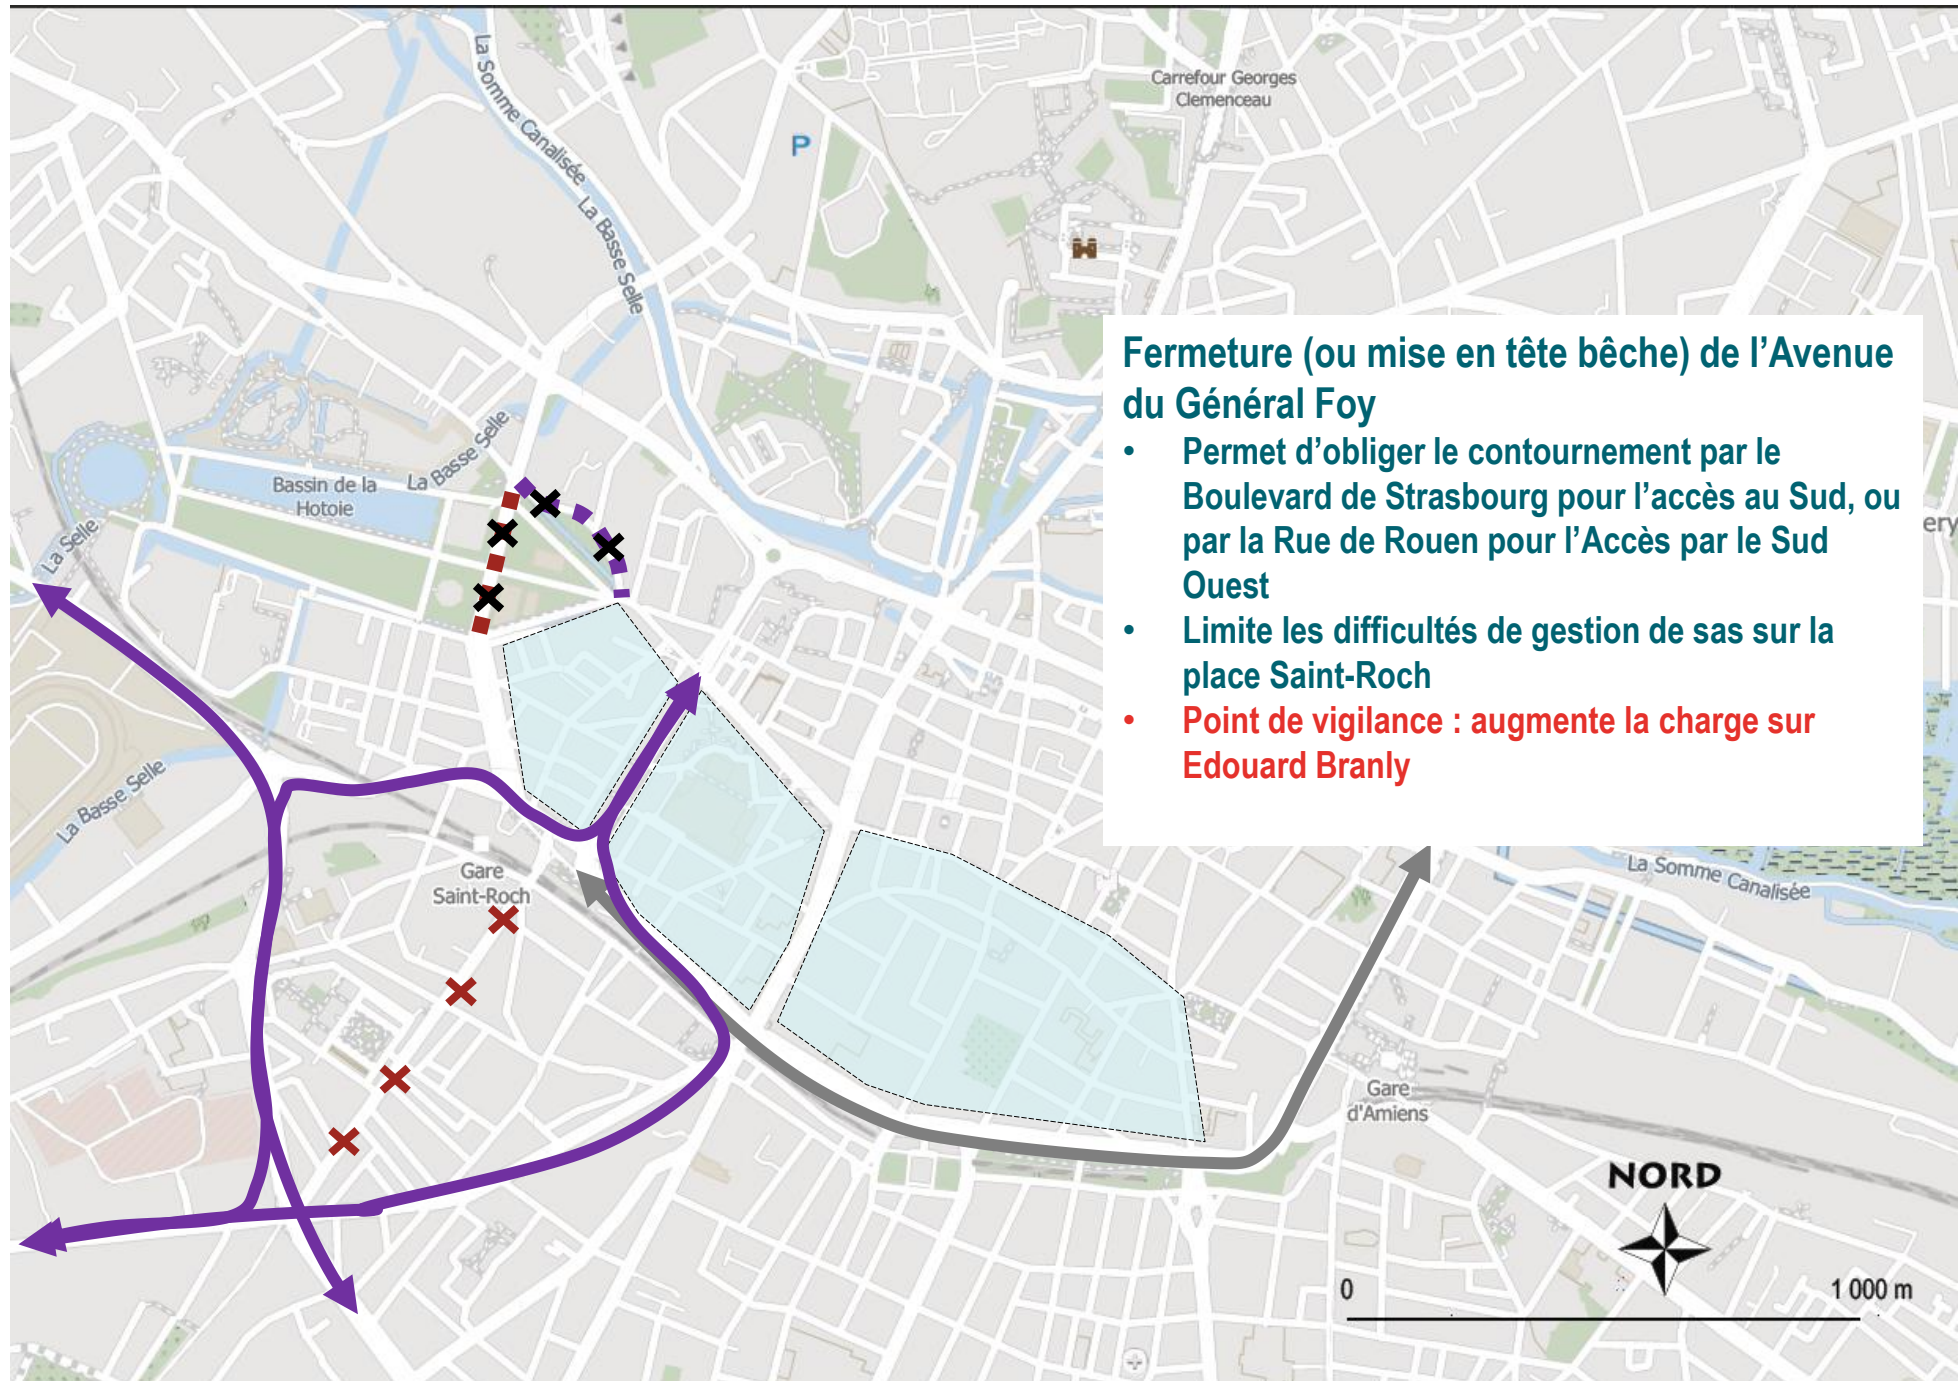 La Somme Canalisée
La Basse Selle
Carrefour Georges
Clemenceau
P
Fermeture (ou mise en tête bêche) de l’Avenue
du Général Foy
• Permet d’obliger le contournement par le
Boulevard de Strasbourg pour l’accès au Sud, ou
par la Rue de Rouen pour l’Accès par le Sud
Ouest
• Limite les difficultés de gestion de sas sur la
place Saint-Roch
• Point de vigilance : augmente la charge sur
Edouard Branly
ery
Bassin de la
Hotoie
La Basse Selle
La Selle
La Basse Selle
Gare
Saint-Roch
La Somme Canalisée
Gare
d'Amiens
NORD
0
1 000 m